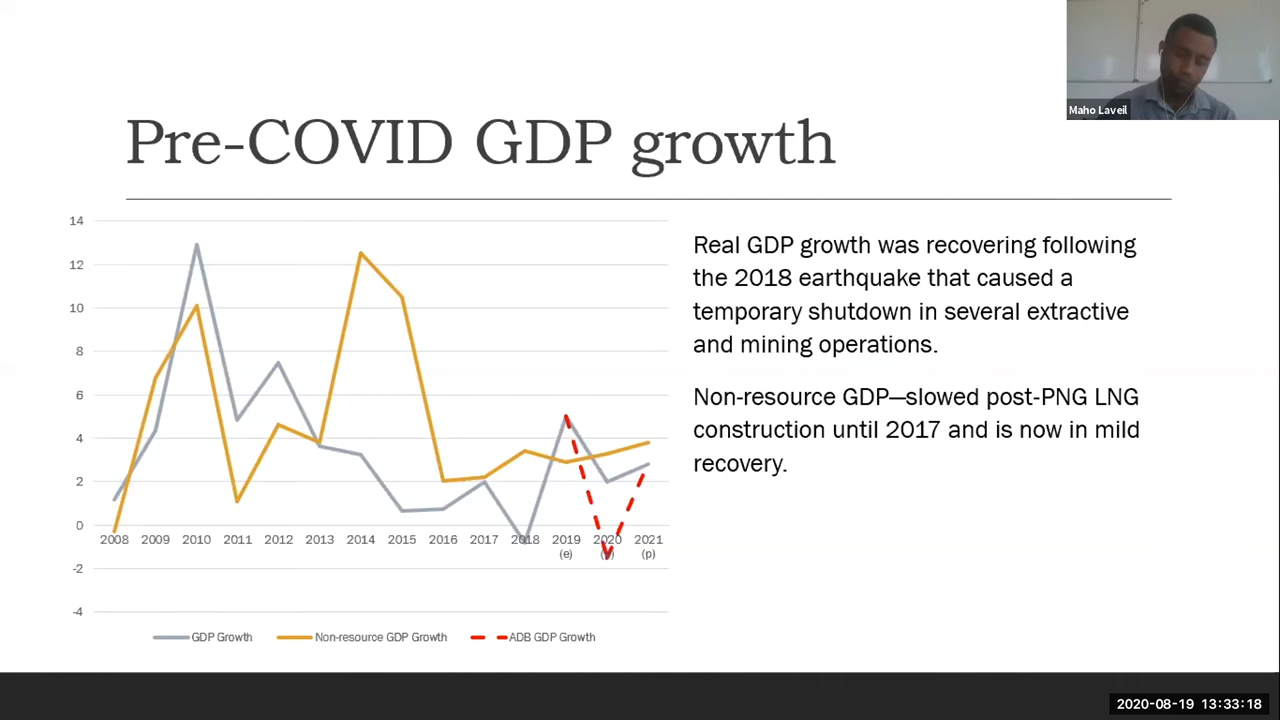 Maho Laveil
Pre-COVID GDP growth
14
12
10
8
6
4
2
0
-2
-4
2008 2009 2010 2011 2012 2013 2014 2015 2016 2017 2018 2019 2020 2021
(e) (p)
GDP Growth Non-resource GDP Growth ADB GDP Growth
Real GDP growth was recovering following
the 2018 earthquake that caused a
temporary shutdown in several extractive
and mining operations.
Non-resource GDP—slowed post-PNG LNG
construction until 2017 and is now in mild
recovery.
2020-08-19 13:33:18